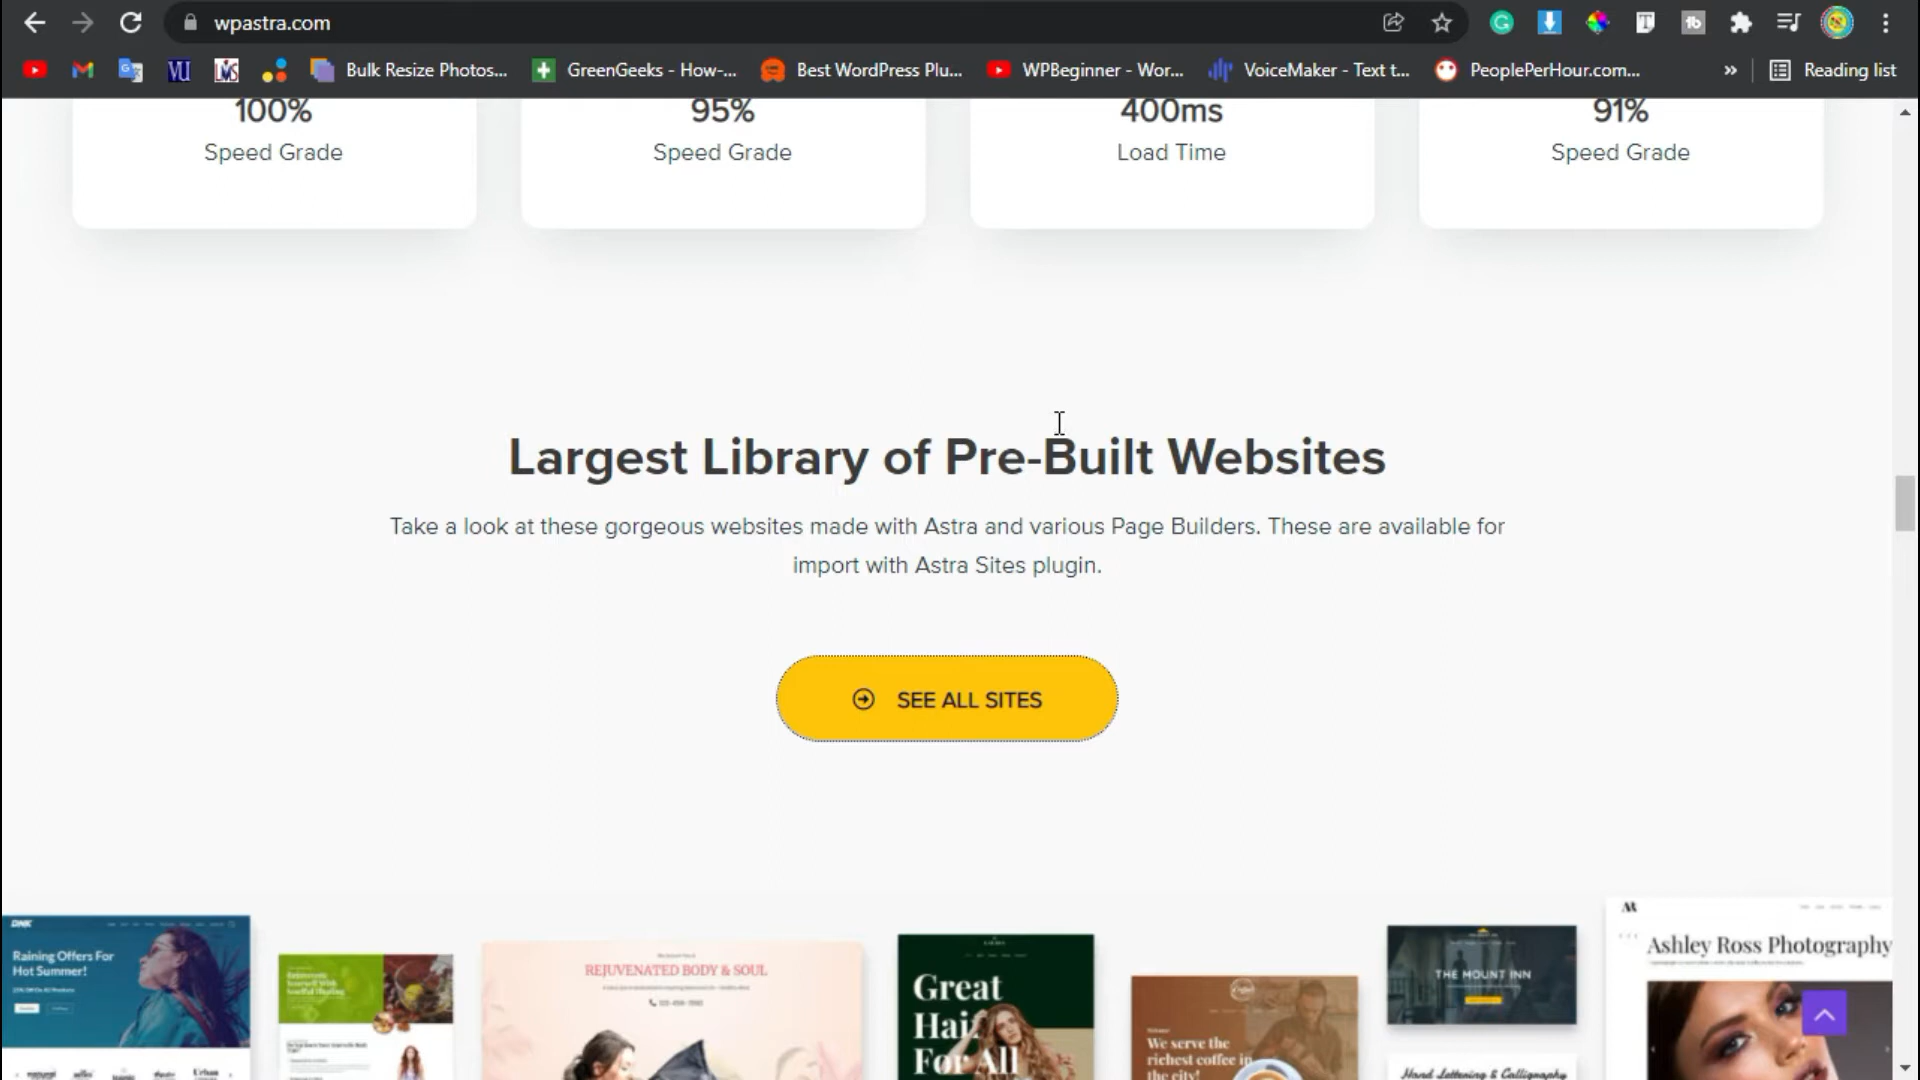 wpastra.com
Bulk Resize Photos...
GreenGeeks - How-...
Best WordPress Plu...
WPBeginner - Wor...
VoiceMaker - Text t...
PeoplePerHour.com...
»
Reading list
100%
Speed Grade
95%
Speed Grade
400ms
Load Time
91%
Speed Grade
Largest Library of Pre-Built Websites
Take a look at these gorgeous websites made with Astra and various Page Builders. These are available for
import with Astra Sites plugin.
SEE ALL SITES
DNK
Raining Offers For
Hot Summer!
REJUVENATED BODY & SOUL
Great
Hair
For All
We serve the
richest coffee in
the city!
THE MOUNT INN
Hand Lettering & Calligraphy
Ashley Ross Photography